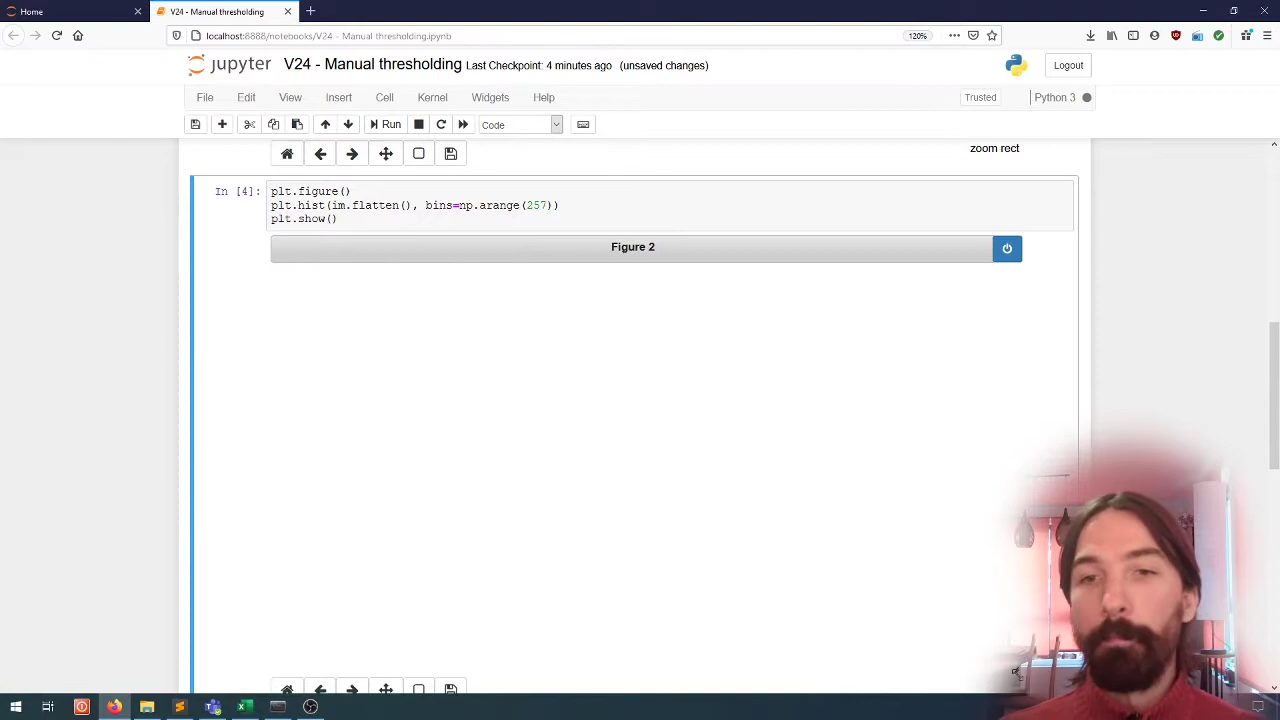 Home
V24 - Manual thresholding
localhost:8888/notebooks/V24 - Manual thresholding.ipynb
120%
jupyter V24 - Manual thresholding Last Checkpoint: 4 minutes ago (unsaved changes)
Logout
File Edit View Insert Cell Kernel Widgets Help
Trusted
Python 3
Run
Code
zoom rect
In [4]: plt.figure()
plt.hist(im.flatten(), bins=np.arange(257))
plt.show()
Figure 2